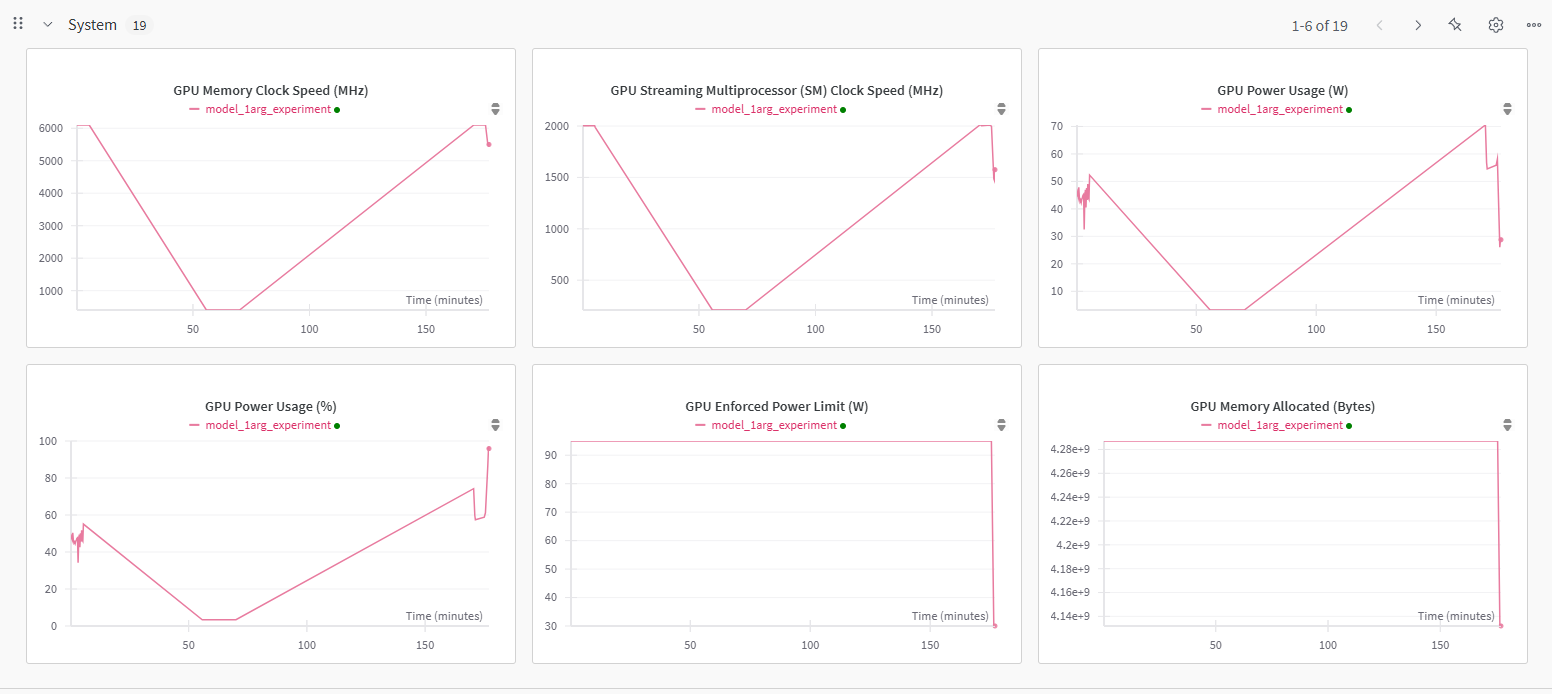 System 19
1-6 of 19
GPU Memory Clock Speed (MHz)
model_1arg_experiment
6000
5000
4000
3000
2000
1000
Time (minutes)
50 100 150
GPU Streaming Multiprocessor (SM) Clock Speed (MHz)
model_1arg_experiment
2000
1500
1000
500
Time (minutes)
50 100 150
GPU Power Usage (W)
model_1arg_experiment
70
60
50
40
30
20
10
Time (minutes)
50 100 150
GPU Power Usage (%)
model_1arg_experiment
100
80
60
40
20
0
Time (minutes)
50 100 150
GPU Enforced Power Limit (W)
model_1arg_experiment
90
80
70
60
50
40
30
Time (minutes)
50 100 150
GPU Memory Allocated (Bytes)
model_1arg_experiment
4.28e+9
4.26e+9
4.24e+9
4.22e+9
4.2e+9
4.18e+9
4.16e+9
4.14e+9
Time (minutes)
50 100 150